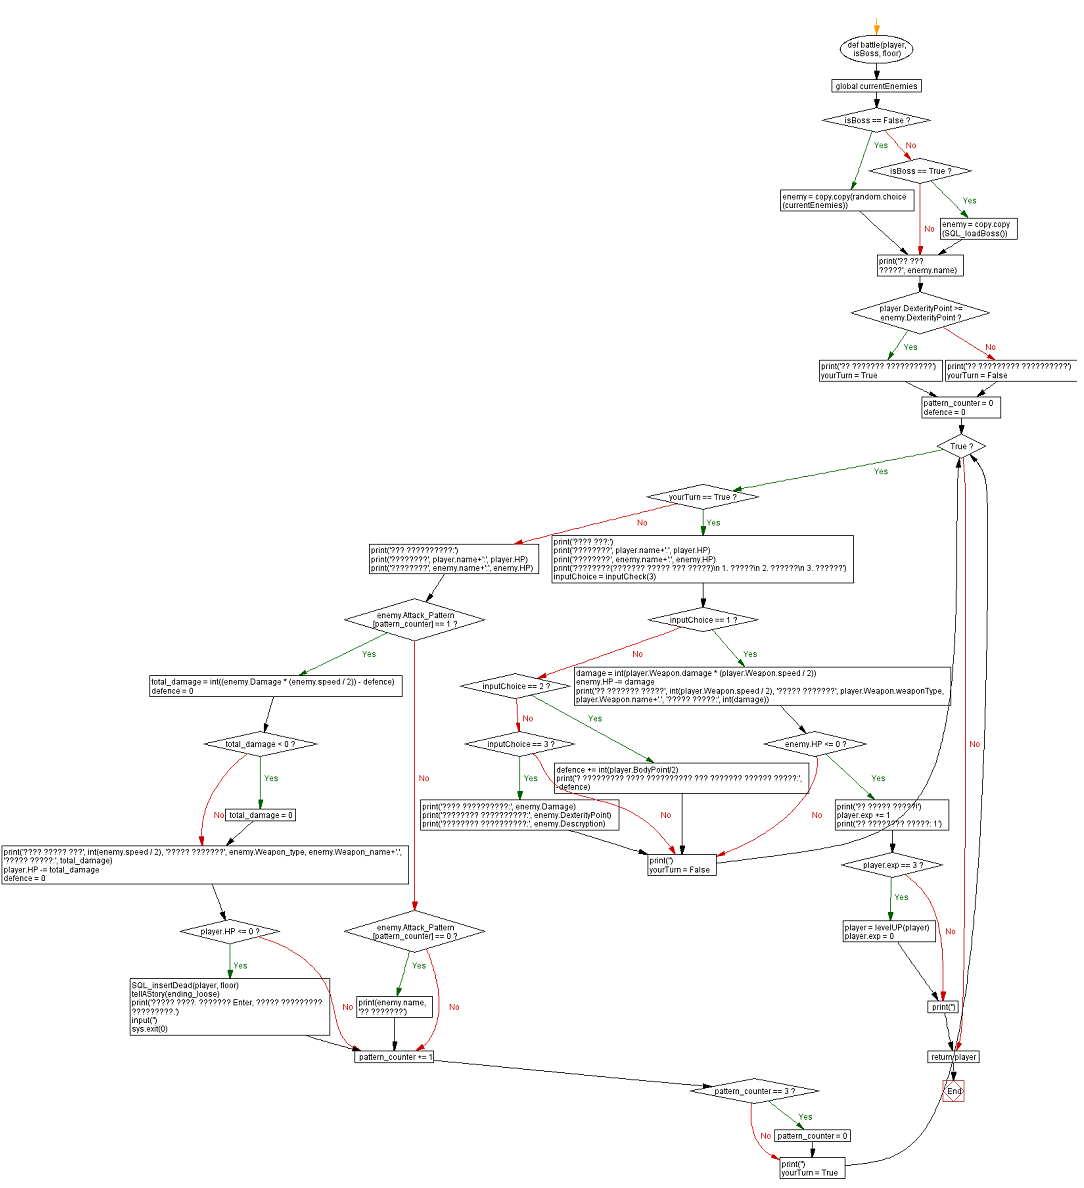 def battle(player,
isBoss, floor)
global currentEnemies
isBoss == False ?
Yes
No
isBoss == True ?
enemy = copy.copy(random.choice
(currentEnemies))
Yes
No
enemy = copy.copy
(SQL_loadBoss())
print('?? ???
?????', enemy.name)
player.DexterityPoint >=
enemy.DexterityPoint ?
Yes
No
print('?? ??????? ??????????')
yourTurn = True
print('?? ????????? ??????????')
yourTurn = False
pattern_counter = 0
defence = 0
True ?
Yes
yourTurn == True ?
No
Yes
print('??? ??????????:')
print('????????', player.name+':', player.HP)
print('????????', enemy.name+':', enemy.HP)
print('???? ???:')
print('????????', player.name+':', player.HP)
print('????????', enemy.name+':', enemy.HP)
print('????????(??????? ????? ??? ?????)\n 1. ?????\n 2. ??????\n 3. ??????')
inputChoice = inputCheck(3)
enemy.Attack_Pattern
[pattern_counter] == 1 ?
inputChoice == 1 ?
Yes
No
Yes
total_damage = int((enemy.Damage * (enemy.speed / 2)) - defence)
defence = 0
inputChoice == 2 ?
damage = int(player.Weapon.damage * (player.Weapon.speed / 2))
enemy.HP -= damage
print('?? ??????? ?????', int(player.Weapon.speed / 2), '????? ???????', player.Weapon.weaponType,
player.Weapon.name+'.', '????? ?????:', int(damage))
No
Yes
total_damage < 0 ?
inputChoice == 3 ?
enemy.HP <= 0 ?
No
Yes
No
Yes
Yes
defence += int(player.BodyPoint/2)
print('? ????????? ???? ?????????? ??? ??????? ?????? ?????:',
defence)
total_damage = 0
No
print('???? ??????????:', enemy.Damage)
print('???????? ??????????:', enemy.DexterityPoint)
print('???????? ??????????:', enemy.Descryption)
No
No
print('?? ????? ?????!')
player.exp += 1
print('?? ???????? ?????: 1')
print('???? ????? ???', int(enemy.speed / 2), '????? ???????', enemy.Weapon_type, enemy.Weapon_name+'.',
'????? ?????:', total_damage)
player.HP -= total_damage
defence = 0
print('')
yourTurn = False
player.exp == 3 ?
Yes
player.HP <= 0 ?
enemy.Attack_Pattern
[pattern_counter] == 0 ?
player = levelUP(player)
player.exp = 0
No
Yes
Yes
SQL_insertDead(player, floor)
tellAStory(ending_loose)
print('????? ????. ??????? Enter, ????? ?????????
?????????.')
input('')
sys.exit(0)
No
print(enemy.name,
'?? ???????')
No
print('')
pattern_counter += 1
return player
pattern_counter == 3 ?
End
Yes
No
pattern_counter = 0
print('')
yourTurn = True